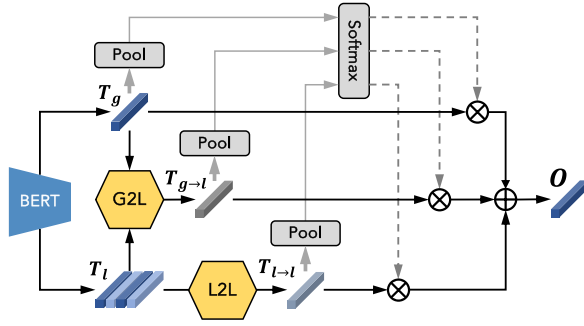 Pool
Softmax
T_g
Pool
T_{g→l}
O
BERT
G2L
Pool
T_l
L2L
T_{l→l}